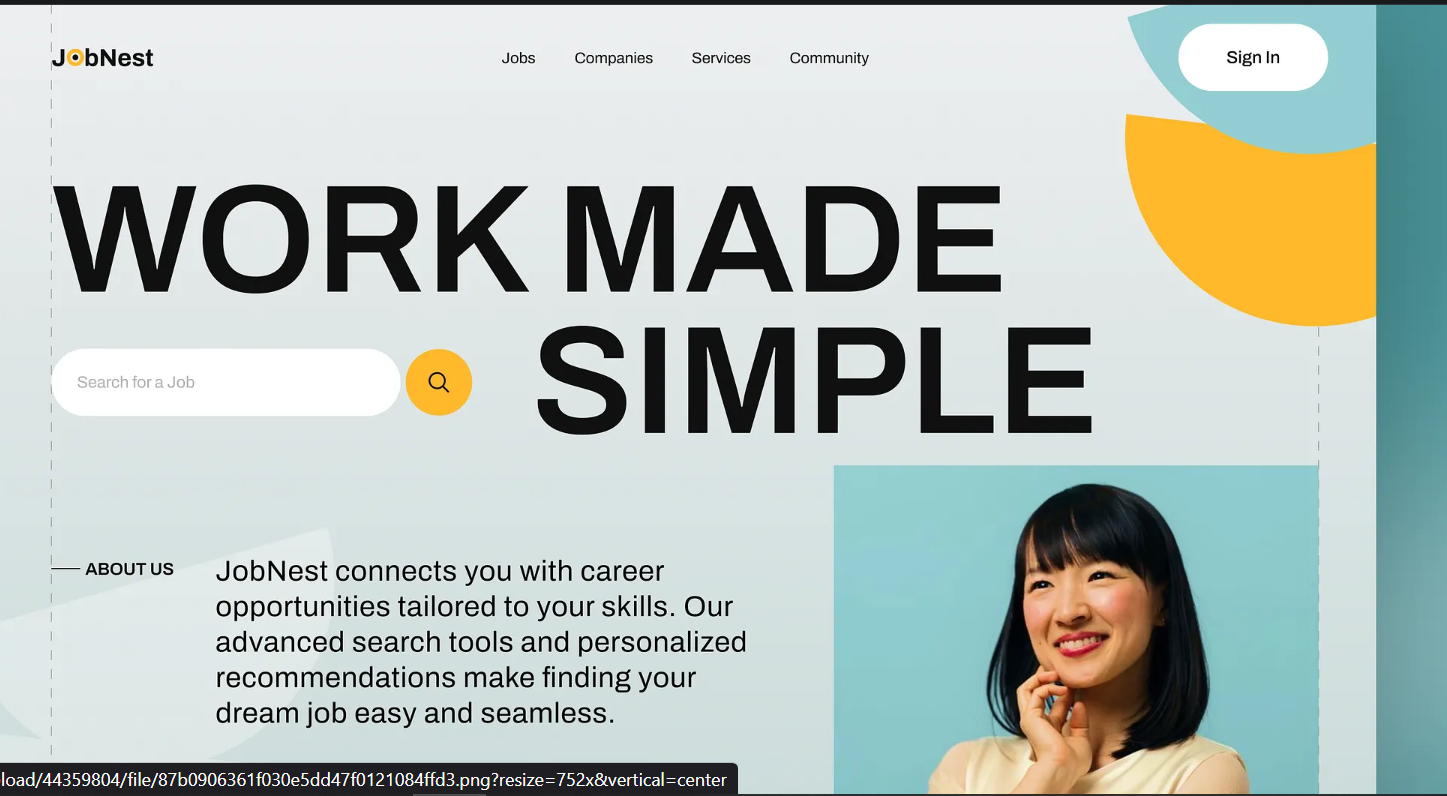 JobNest
Jobs Companies Services Community
Sign In
WORK MADE
SIMPLE
Search for a Job
ABOUT US
JobNest connects you with career
opportunities tailored to your skills. Our
advanced search tools and personalized
recommendations make finding your
dream job easy and seamless.
load/44359804/file/87b0906361f030e5dd47f0121084ffd3.png?resize=752x&vertical=center